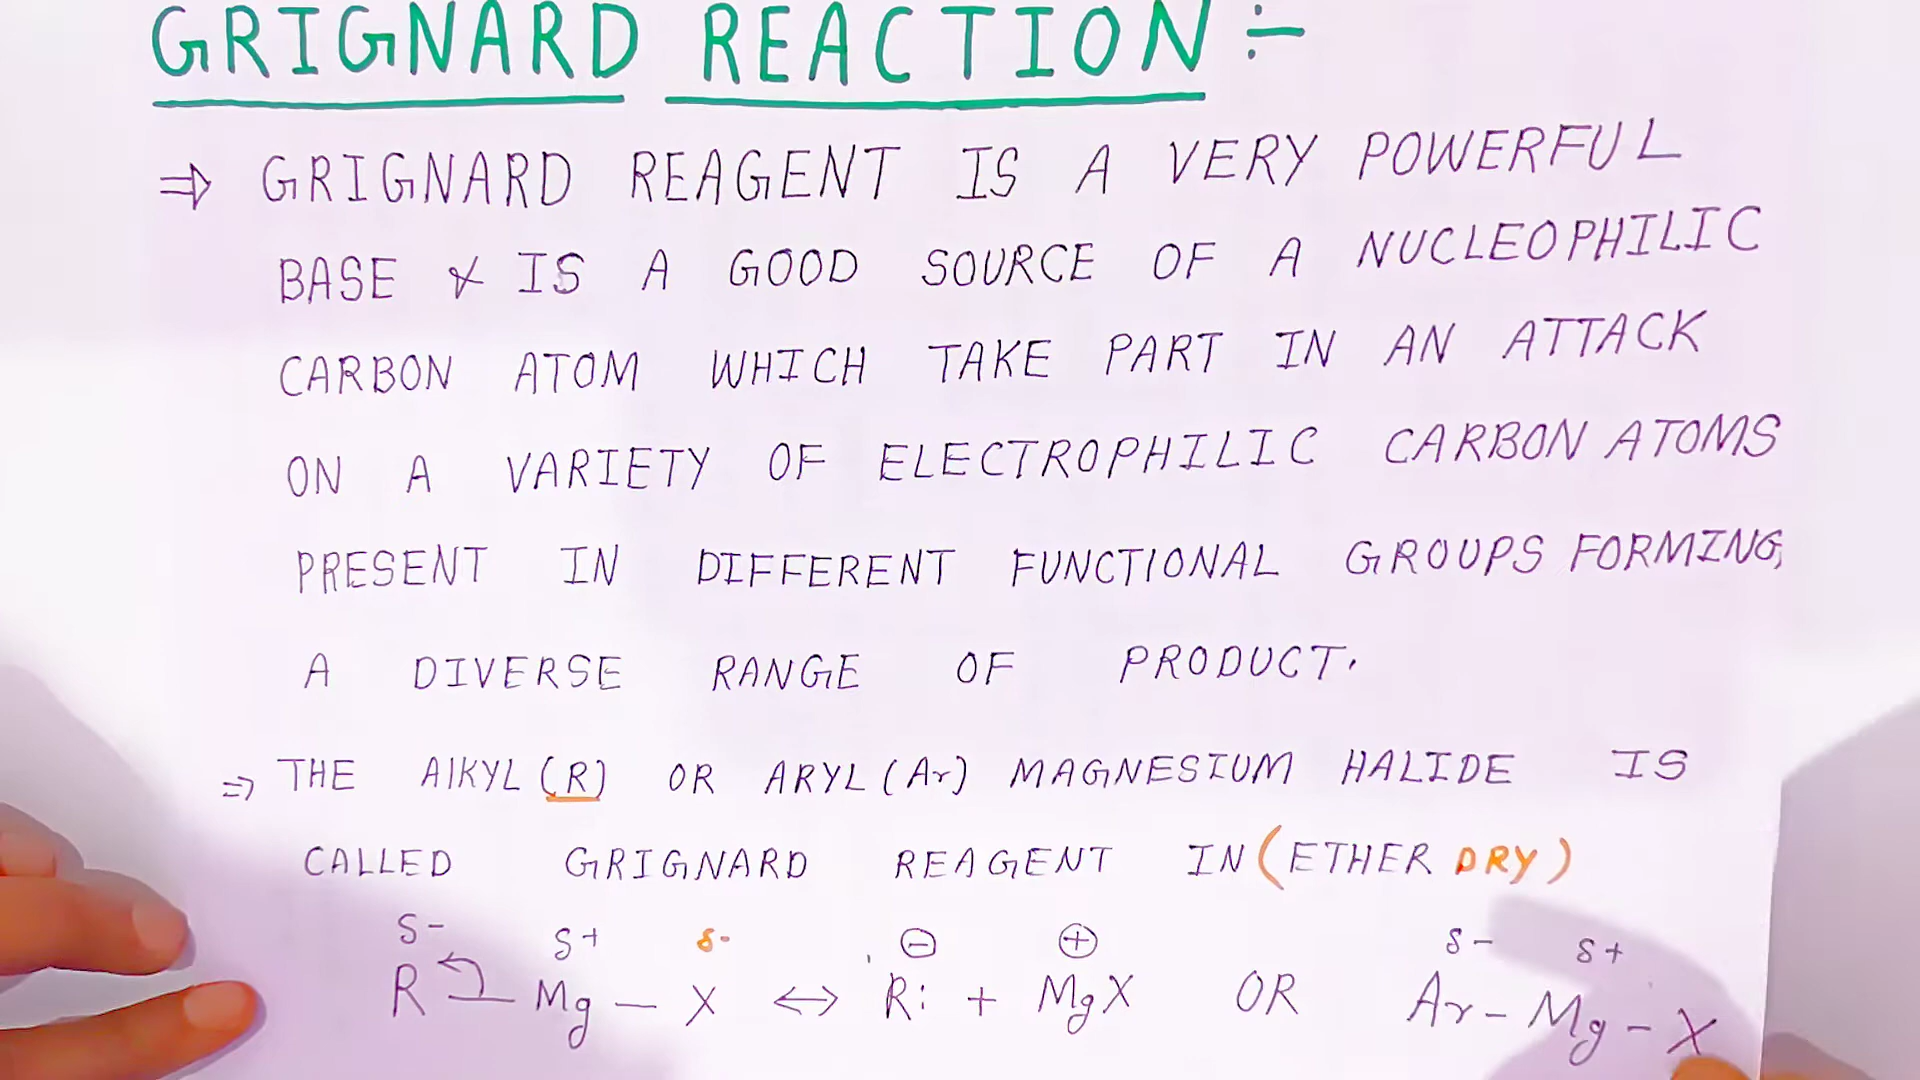 GRIGNARD REACTION :-
⇒ GRIGNARD REAGENT IS A VERY POWERFUL
BASE & IS A GOOD SOURCE OF A NUCLEOPHILIC
CARBON ATOM WHICH TAKE PART IN AN ATTACK
ON A VARIETY OF ELECTROPHILIC CARBON ATOMS
PRESENT IN DIFFERENT FUNCTIONAL GROUPS FORMING
A DIVERSE RANGE OF PRODUCT.
⇒ THE AlKYL (R) OR ARYL (Ar) MAGNESIUM HALIDE IS
CALLED GRIGNARD REAGENT IN (ETHER DRY)
δ- δ+ δ- ⊖ ⊕ δ- δ+
R - Mg - X ↔ R: + MgX OR Ar - Mg - X